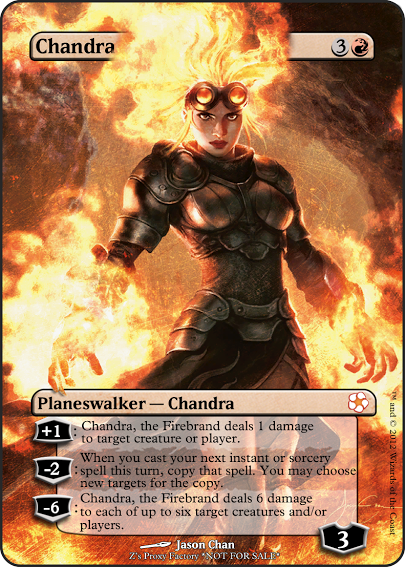 Chandra 3
Planeswalker — Chandra
+1: Chandra, the Firebrand deals 1 damage
to target creature or player.
When you cast your next instant or sorcery
-2: spell this turn, copy that spell. You may choose
new targets for the copy.
Chandra, the Firebrand deals 6 damage
-6: to each of up to six target creatures and/or
players.
3
Jason Chan
Z's Proxy Factory *NOT FOR SALE*
™ and © 2012 Wizards of the Coast